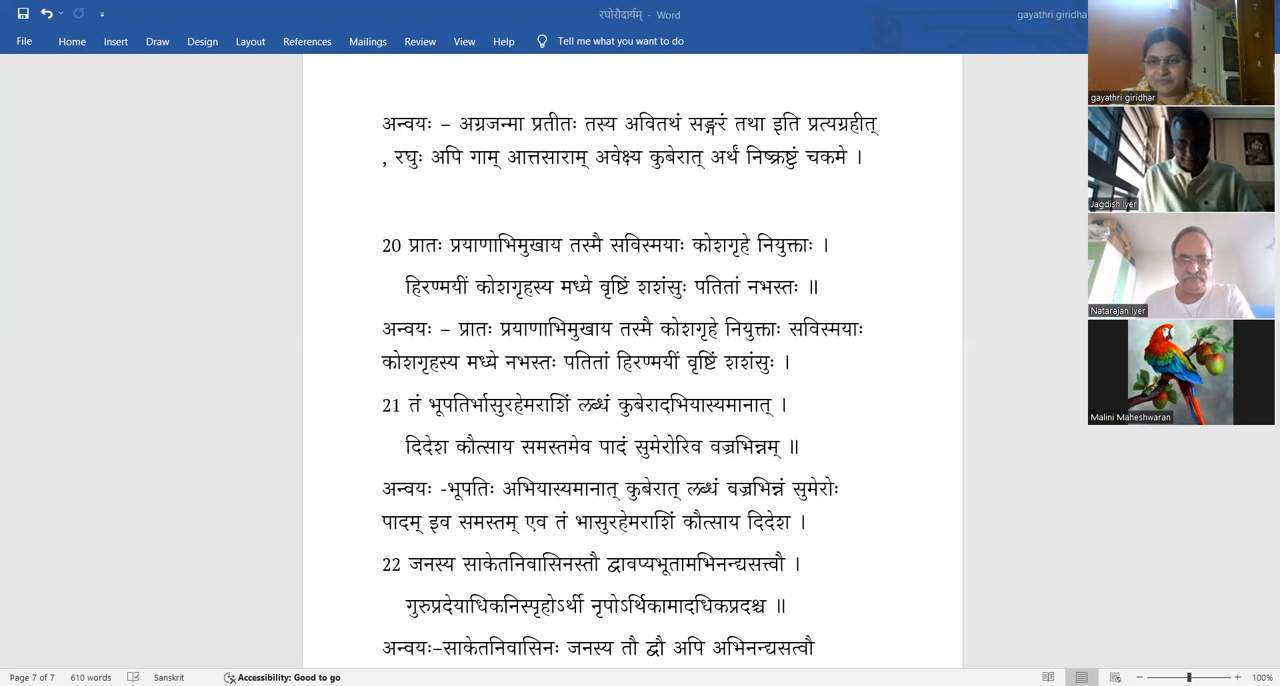 रघोरौदार्यम् - Word
gayathri giridha
File Home Insert Draw Design Layout References Mailings Review View Help Tell me what you want to do
अन्वयः – अग्रजन्मा प्रतीतः तस्य अवितथं सङ्गरं तथा इति प्रत्यग्रहीत्
, रघुः अपि गाम् आत्तसाराम् अवेक्ष्य कुबेरात् अर्थं निष्क्रष्टुं चकमे ।
20 प्रातः प्रयाणाभिमुखाय तस्मै सविस्मयाः कोशगृहे नियुक्ताः ।
हिरण्मयीं कोशगृहस्य मध्ये वृष्टिं शशंसुः पतितां नभस्तः ॥
अन्वयः – प्रातः प्रयाणाभिमुखाय तस्मै कोशगृहे नियुक्ताः सविस्मयाः
कोशगृहस्य मध्ये नभस्तः पतितां हिरण्मयीं वृष्टिं शशंसुः ।
21 तं भूपतिर्भासुरहेमराशिं लब्धं कुबेरादभियास्यमानात् ।
दिदेश कौत्साय समस्तमेव पादं सुमेरोरिव वज्रभिन्नम् ॥
अन्वयः -भूपतिः अभियास्यमानात् कुबेरात् लब्धं वज्रभिन्नं सुमेरोः
पादम् इव समस्तम् एव तं भासुरहेमराशिं कौत्साय दिदेश ।
22 जनस्य साकेतनिवासिनस्तौ द्वावप्यभूतामभिनन्द्यसत्त्वौ ।
गुरुप्रदेयाधिकनिस्पृहोऽर्थी नृपोऽर्थिकामादधिकप्रदश्च ॥
अन्वयः–साकेतनिवासिनः जनस्य तौ द्वौ अपि अभिनन्द्यसत्वौ
gayathri giridhar
Jagdish Iyer
Natarajan Iyer
Malini Maheshwaran
Page 7 of 7 610 words Sanskrit Accessibility: Good to go 100%